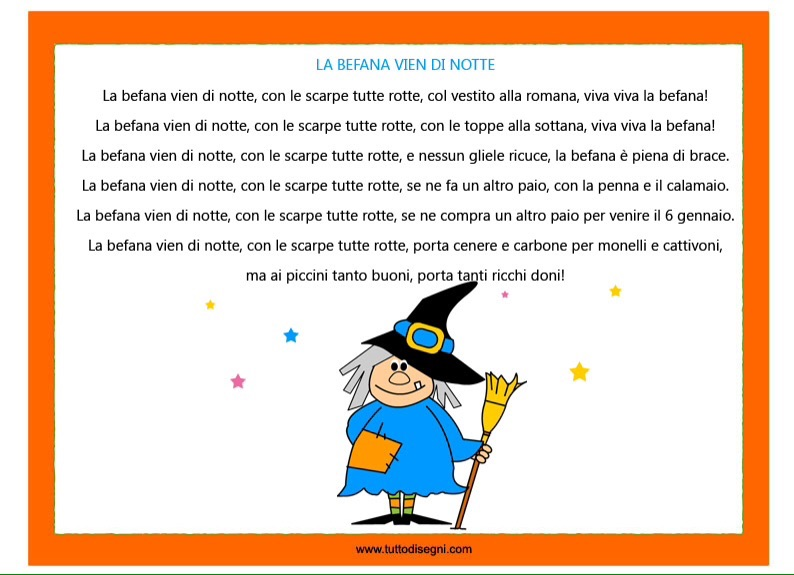 LA BEFANA VIEN DI NOTTE
La befana vien di notte, con le scarpe tutte rotte, col vestito alla romana, viva viva la befana!
La befana vien di notte, con le scarpe tutte rotte, con le toppe alla sottana, viva viva la befana!
La befana vien di notte, con le scarpe tutte rotte, e nessun gliele ricuce, la befana è piena di brace.
La befana vien di notte, con le scarpe tutte rotte, se ne fa un altro paio, con la penna e il calamaio.
La befana vien di notte, con le scarpe tutte rotte, se ne compra un altro paio per venire il 6 gennaio.
La befana vien di notte, con le scarpe tutte rotte, porta cenere e carbone per monelli e cattivoni,
ma ai piccini tanto buoni, porta tanti ricchi doni!
www.tuttodisegni.com